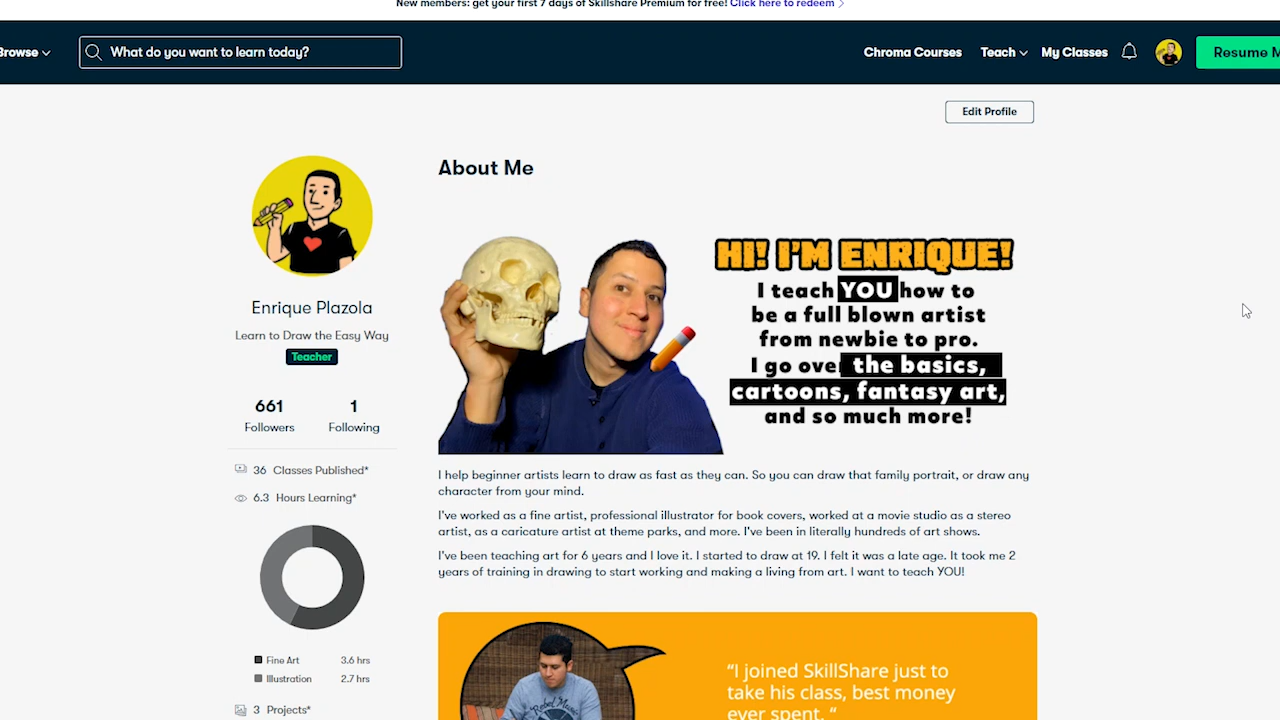 New members: get your first 7 days of Skillshare Premium for free! Click here to redeem
Browse
What do you want to learn today?
Chroma Courses
Teach
My Classes
Resume M
Edit Profile
About Me
HI! I'M ENRIQUE!
I teach YOU how to
be a full blown artist
from newbie to pro.
I go over the basics,
cartoons, fantasy art,
and so much more!
Enrique Plazola
Learn to Draw the Easy Way
Teacher
661 1
Followers Following
36 Classes Published*
6.3 Hours Learning*
Fine Art 3.6 hrs
Illustration 2.7 hrs
3 Projects*
I help beginner artists learn to draw as fast as they can. So you can draw that family portrait, or draw any
character from your mind.
I've worked as a fine artist, professional illustrator for book covers, worked at a movie studio as a stereo
artist, as a caricature artist at theme parks, and more. I've been in literally hundreds of art shows.
I've been teaching art for 6 years and I love it. I started to draw at 19. I felt it was a late age. It took me 2
years of training in drawing to start working and making a living from art. I want to teach YOU!
"I joined SkillShare just to
take his class, best money
ever spent. "